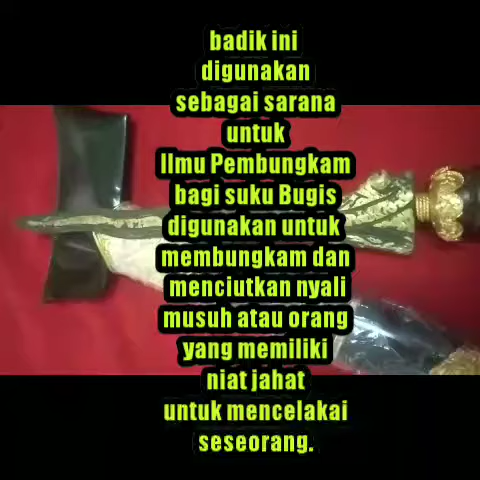 badik ini
digunakan
sebagai sarana
untuk
Ilmu Pembungkam
bagi suku Bugis
digunakan untuk
membungkam dan
menciutkan nyali
musuh atau orang
yang memiliki
niat jahat
untuk mencelakai
seseorang.